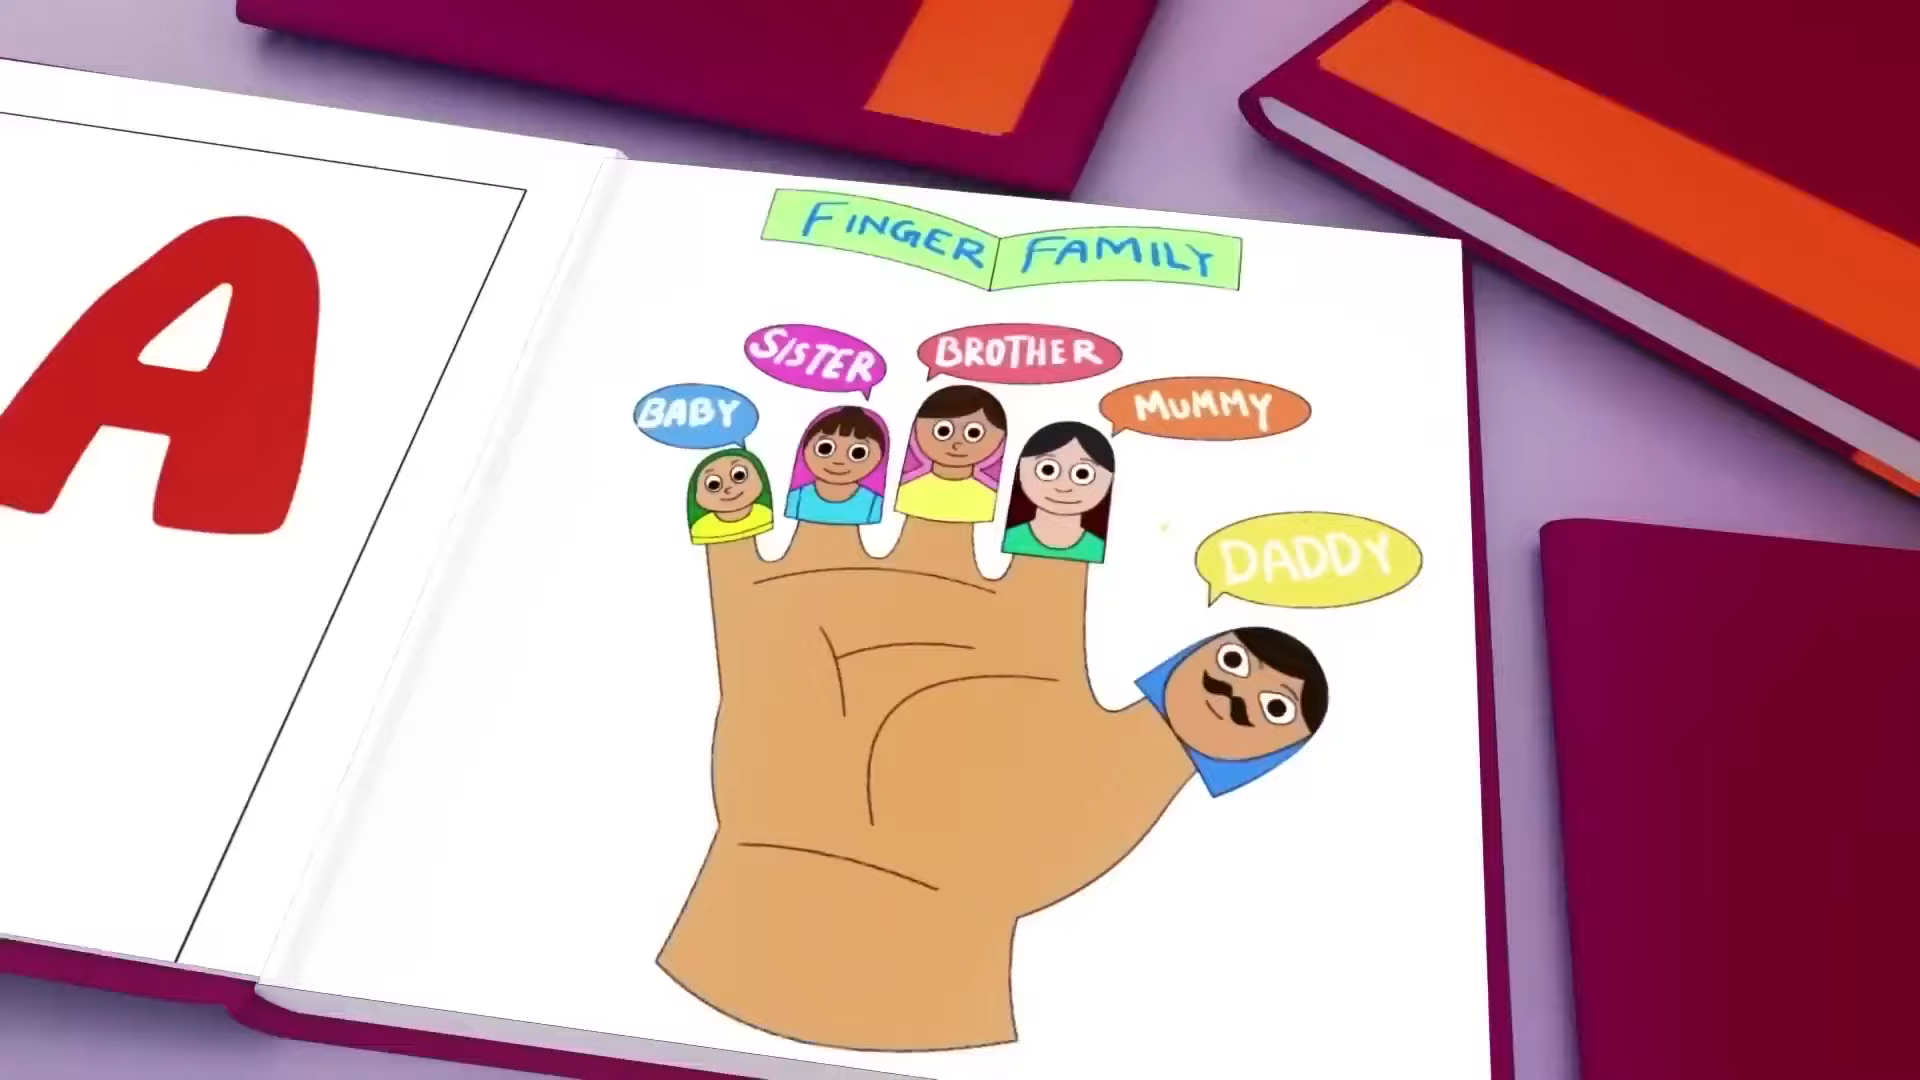 A
FINGER FAMILY
SISTER
BROTHER
BABY
MUMMY
DADDY